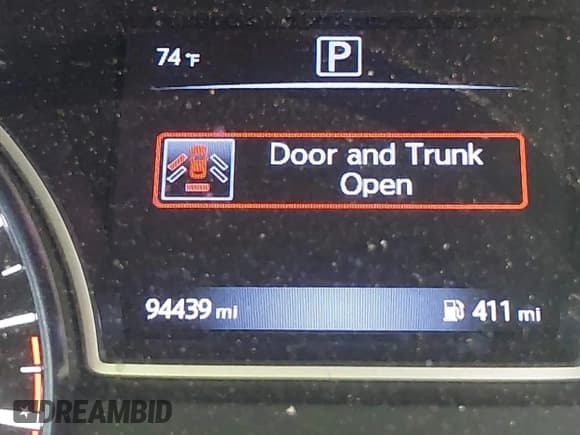 74 °F P
Door and Trunk
Open
94439 mi 411 mi
DREAMBID